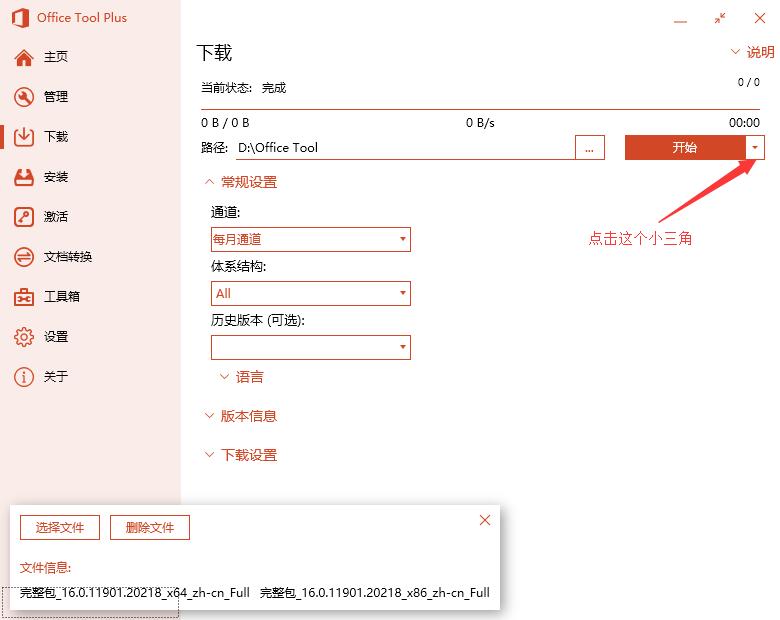 Office Tool Plus
主页
管理
下载
安装
激活
文档转换
工具箱
设置
关于
下载
说明
当前状态: 完成
0 / 0
0 B / 0 B 0 B/s 00:00
路径: D:\Office Tool ... 开始
常规设置
点击这个小三角
通道:
每月通道
体系结构:
All
历史版本 (可选):
语言
版本信息
下载设置
选择文件 删除文件
文件信息:
完整包_16.0.11901.20218_x64_zh-cn_Full 完整包_16.0.11901.20218_x86_zh-cn_Full